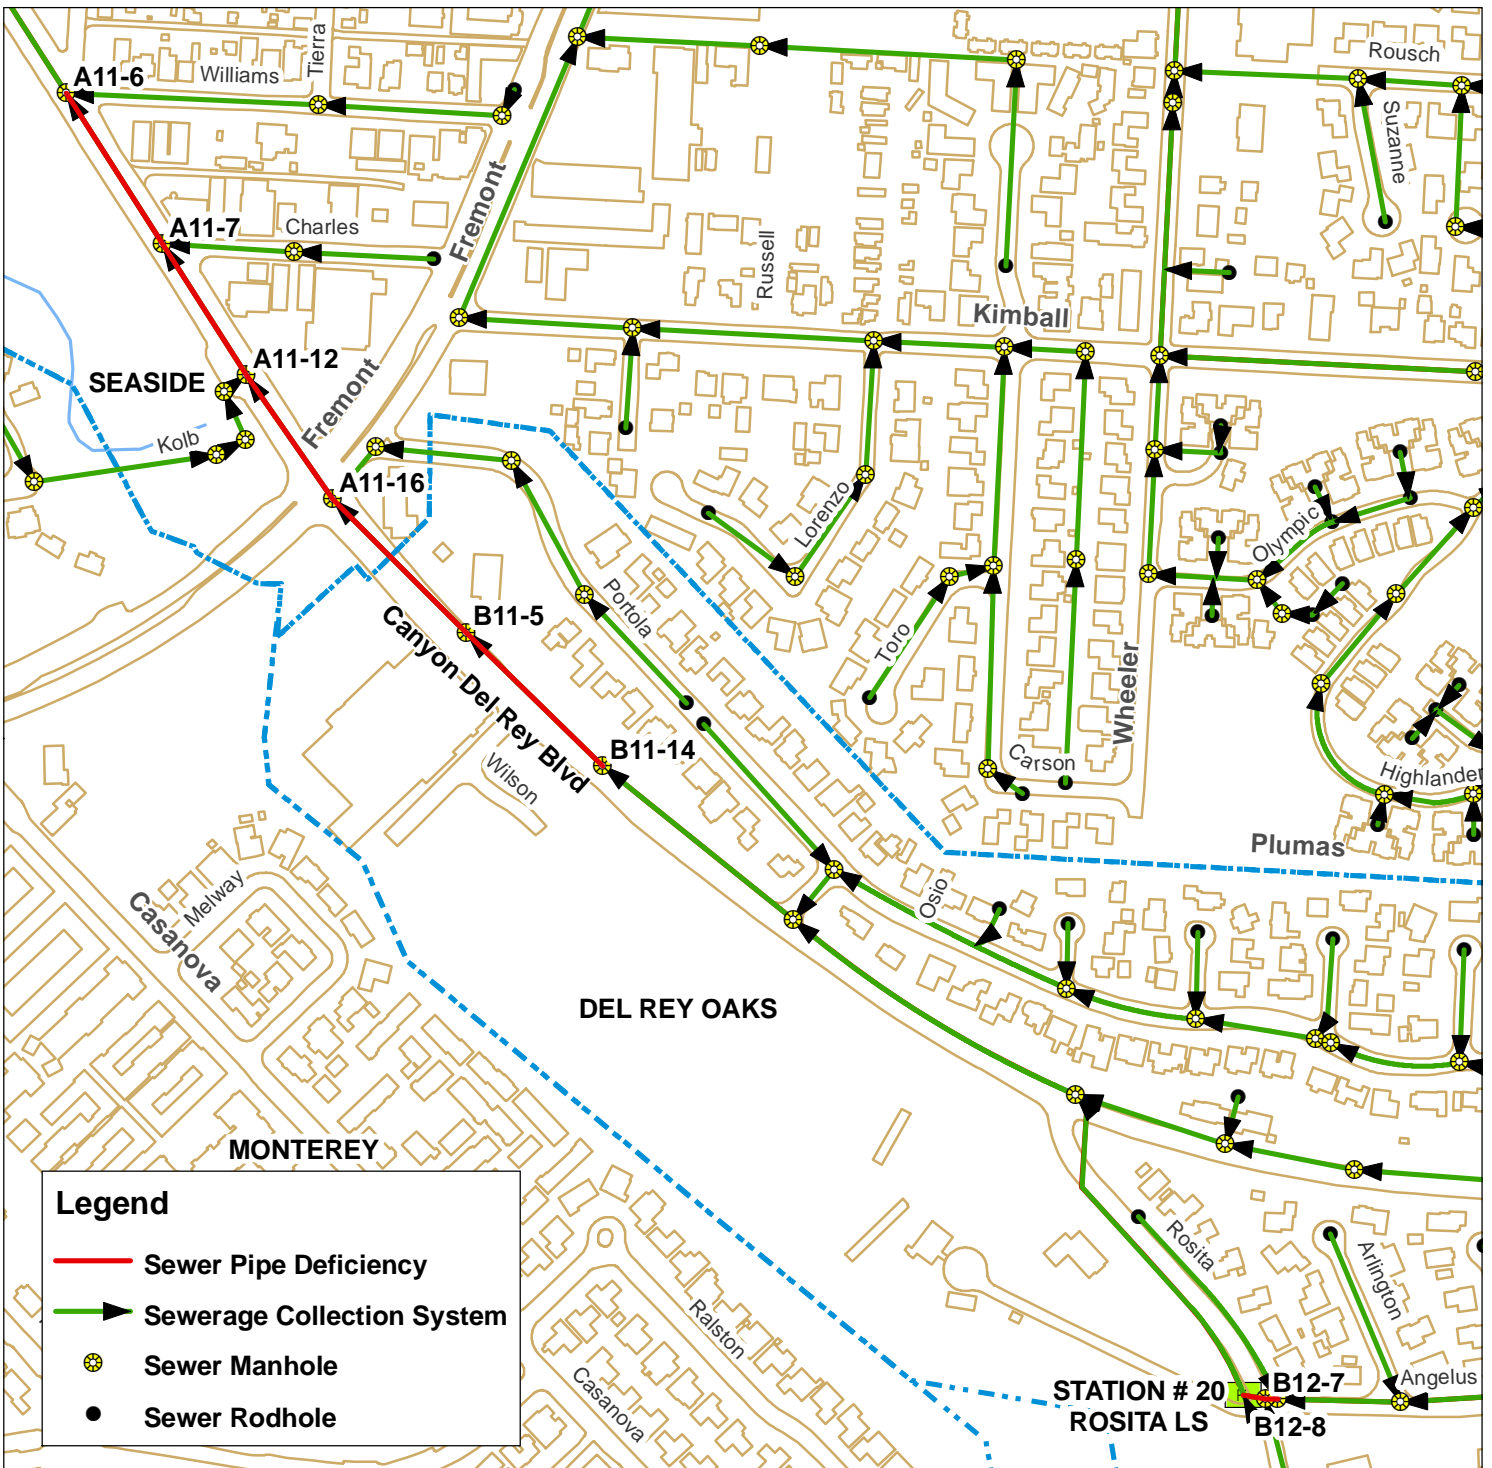 Rousch
Tierra
Williams
A11-6
Suzanne
Fremont
A11-7
Charles
Russell
Kimball
A11-12
SEASIDE
Fremont
Kolb
A11-16
Lorenzo
Olympic
Portola
B11-5
Toro
Canyon Del Rey Blvd
Wheeler
B11-14
Wilson
Carson
Highlander
Plumas
Melway
Casanova
Osio
DEL REY OAKS
MONTEREY
Legend
Sewer Pipe Deficiency
Sewerage Collection System
Sewer Manhole
Sewer Rodhole
Rosita
Arlington
Ralston
Casanova
STATION # 20
ROSITA LS
B12-7
Angelus
B12-8